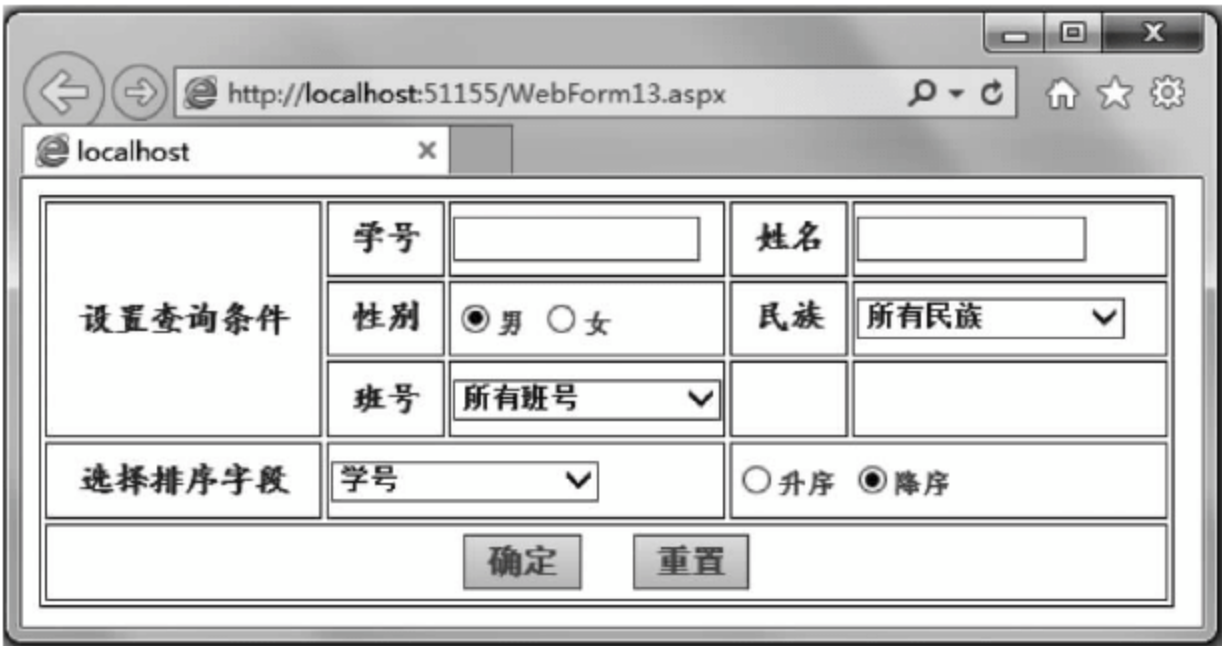 http://localhost:51155/WebForm13.aspx
localhost
设置查询条件
学号
姓名
性别
男 女
民族
所有民族
班号
所有班号
选择排序字段
学号
升序 降序
确定
重置